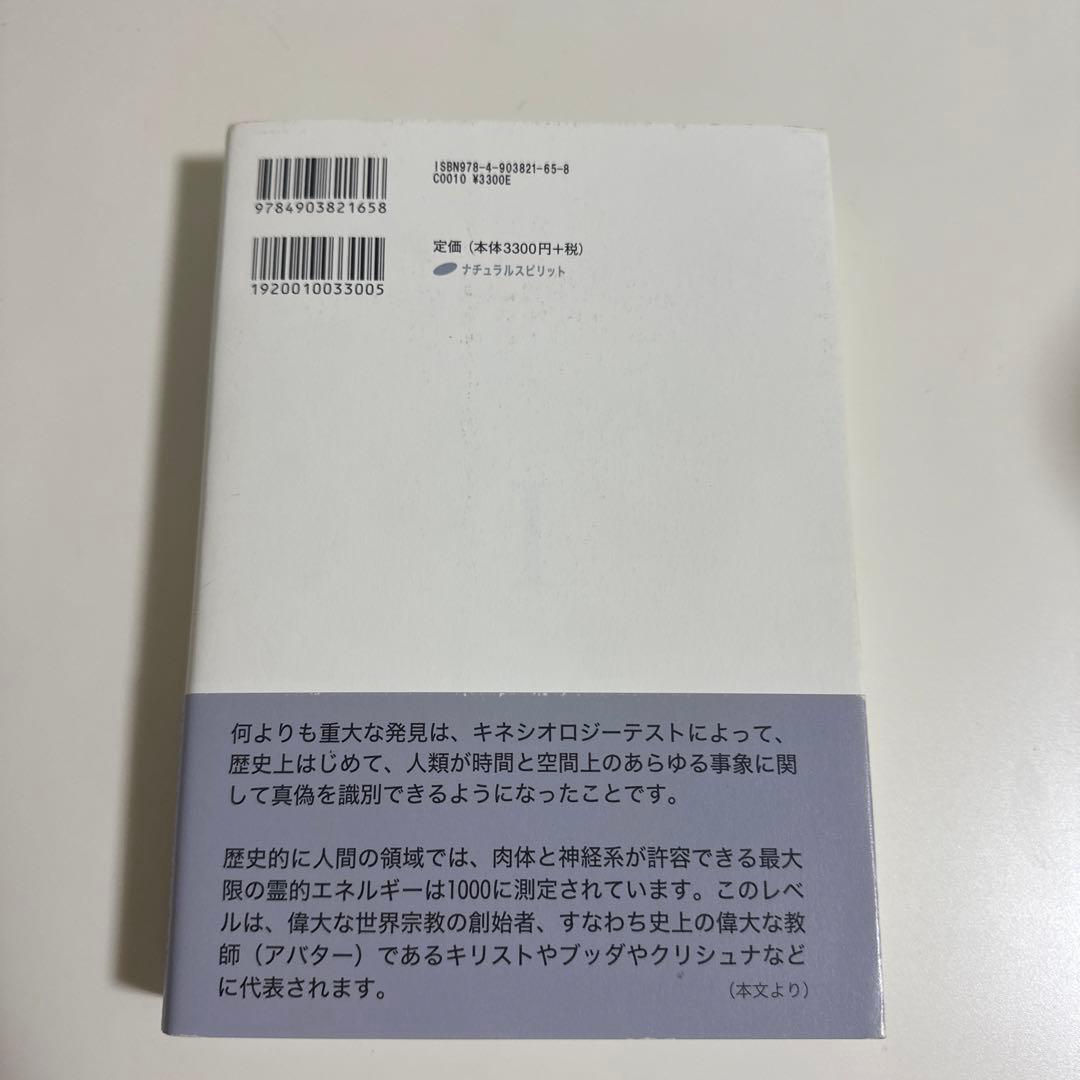 9784903821658
ISBN978-4-903821-65-8
C0010 ¥3300E
1920010033005
定価（本体3300円+税）
ナチュラルスピリット
I
何よりも重大な発見は、キネシオロジーテストによって、
歴史上はじめて、人類が時間と空間上のあらゆる事象に関
して真偽を識別できるようになったことです。
歴史的に人間の領域では、肉体と神経系が許容できる最大
限の霊的エネルギーは1000に測定されています。このレベ
ルは、偉大な世界宗教の創始者、すなわち史上の偉大な教
師（アバター）であるキリストやブッダやクリシュナなど
に代表されます。
（本文より）